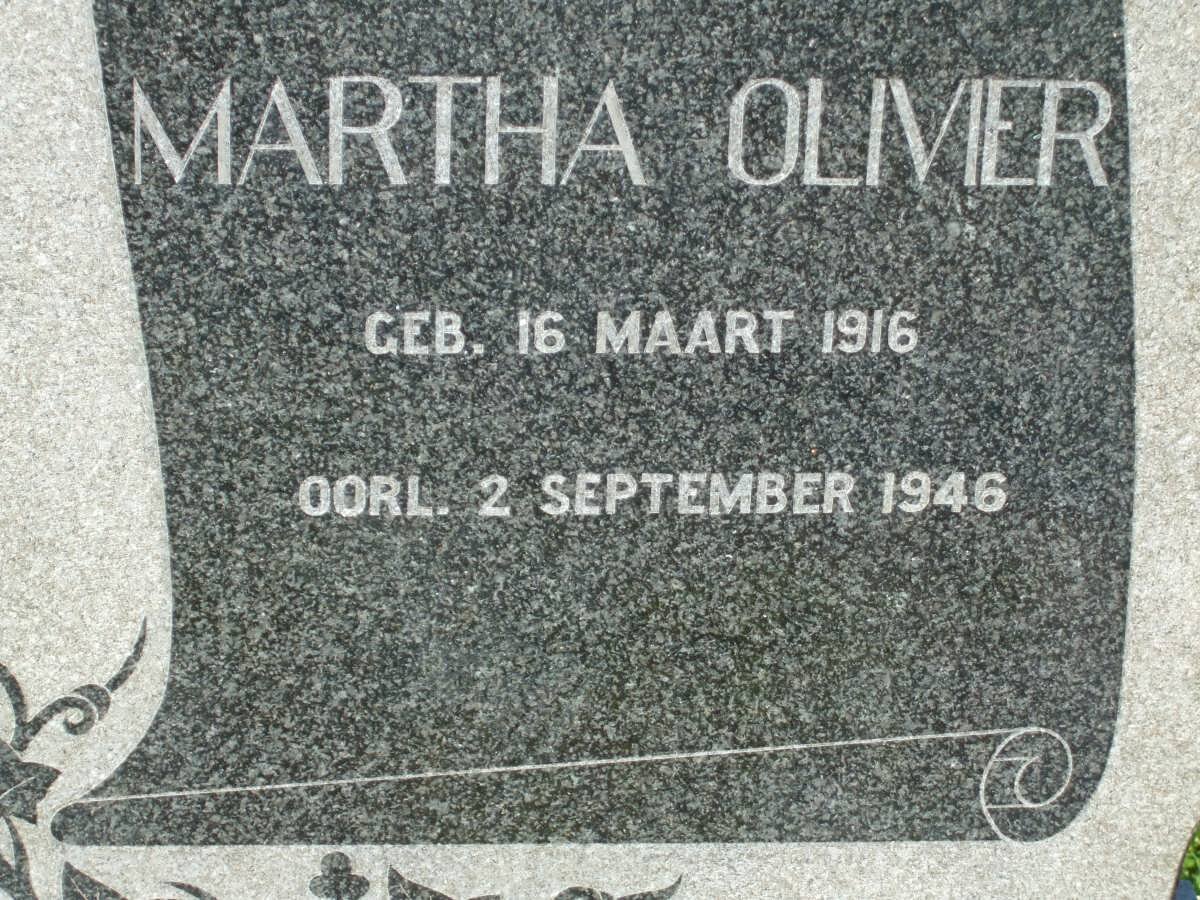 MARTHA OLIVIER
GEB. 16 MAART 1916
OORL. 2 SEPTEMBER 1946